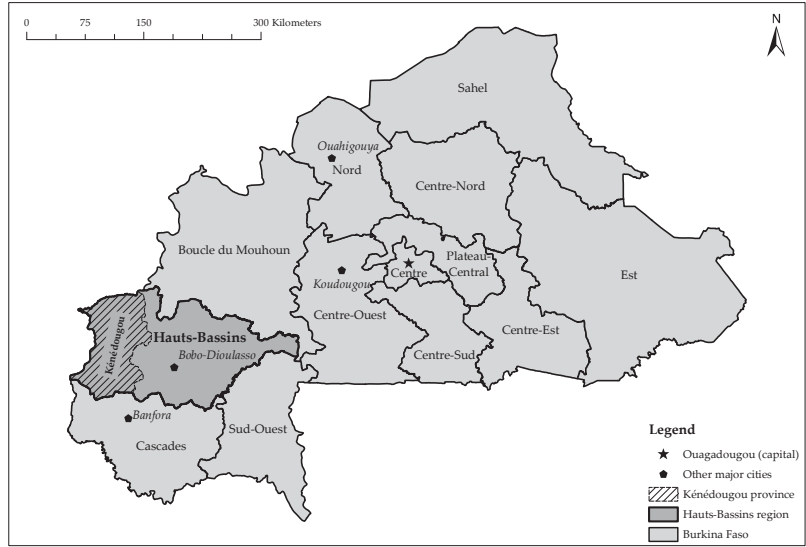 0 75 150 300 Kilometers
N
Sahel
Ouahigouya
Nord
Centre-Nord
Boucle du Mouhoun
Plateau-
Central
Centre
Est
Koudougou
Centre-Ouest
Kénédougou
Hauts-Bassins
Bobo-Dioulasso
Centre-Est
Centre-Sud
Banfora
Cascades
Sud-Ouest
Legend
Ouagadougou (capital)
Other major cities
Kénédougou province
Hauts-Bassins region
Burkina Faso